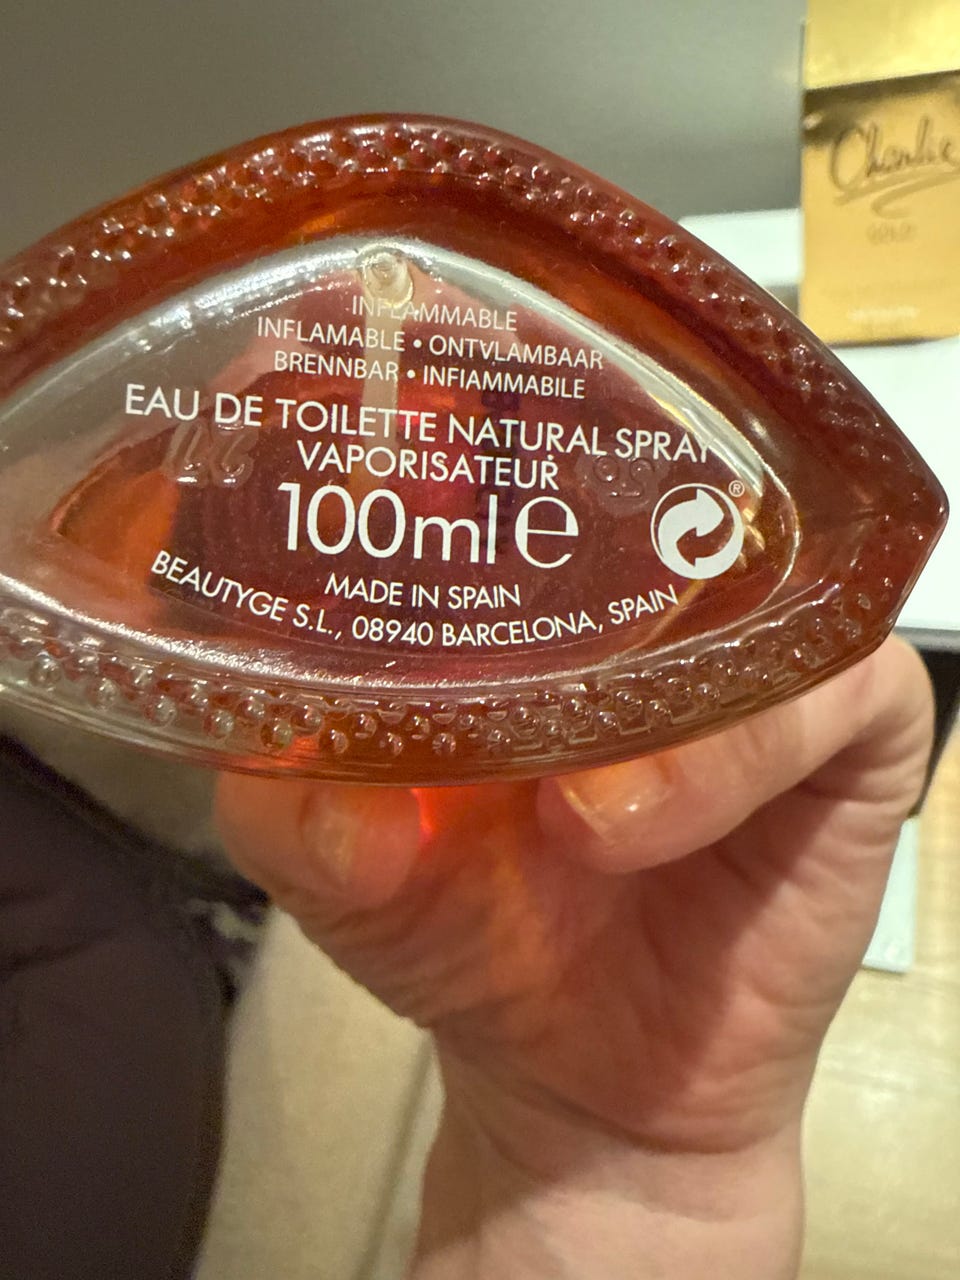 INFLAMMABLE
INFLAMABLE • ONTVLAMBAAR
BRENNBAR • INFIAMMABILE
EAU DE TOILETTE NATURAL SPRAY
VAPORISATEUR
100ml e
®
MADE IN SPAIN
BEAUTYGE S.L., 08940 BARCELONA, SPAIN
Charlie
GOLD